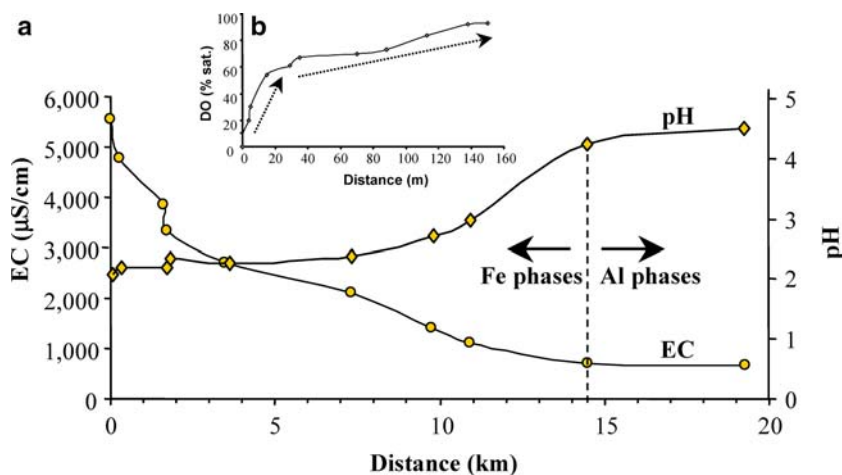 a
b
100
80
60
40
20
0
DO (% sat.)
0 20 40 60 80 100 120 140 160
Distance (m)
6,000
5,000
4,000
3,000
2,000
1,000
0
EC (µS/cm)
5
4
3
2
1
0
pH
pH
Fe phases
Al phases
EC
0 5 10 15 20
Distance (km)